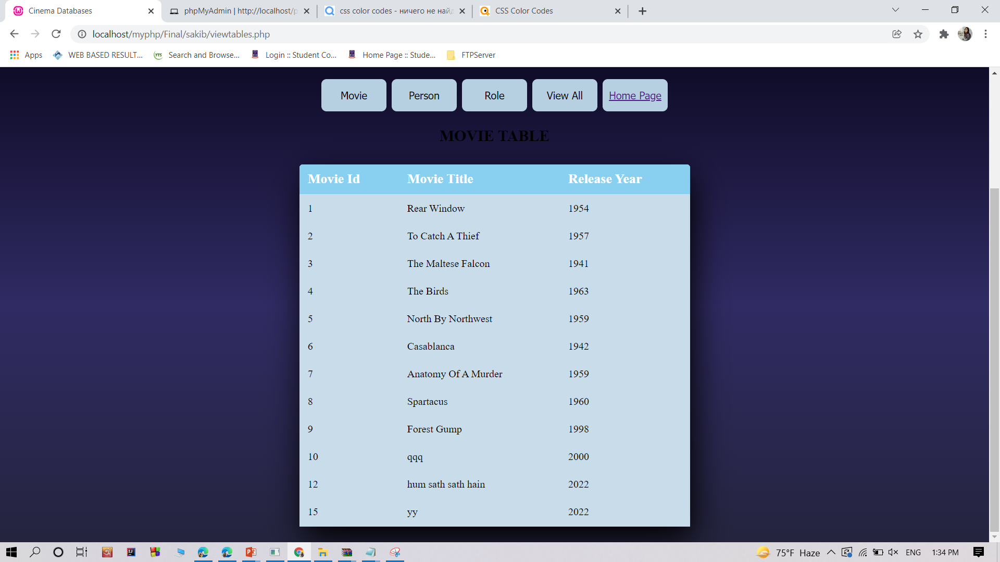 Cinema Databases
phpMyAdmin | http://localhost/p
css color codes - ничего не найд
CSS Color Codes
localhost/myphp/Final/sakib/viewtables.php
Apps
WEB BASED RESULT...
YTS
Search and Browse...
Login :: Student Co...
Home Page :: Stude...
FTPServer
Movie Person Role View All Home Page
MOVIE TABLE
Movie Id Movie Title Release Year
1 Rear Window 1954
2 To Catch A Thief 1957
3 The Maltese Falcon 1941
4 The Birds 1963
5 North By Northwest 1959
6 Casablanca 1942
7 Anatomy Of A Murder 1959
8 Spartacus 1960
9 Forest Gump 1998
10 qqq 2000
12 hum sath sath hain 2022
15 yy 2022
75°F Haze ENG 1:34 PM